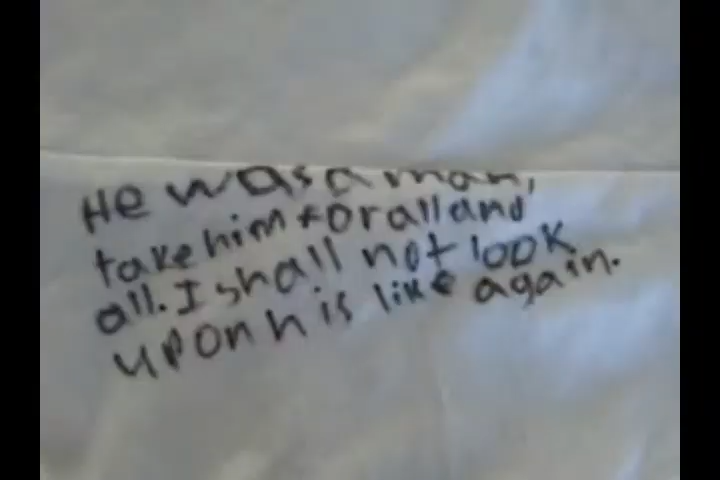 He was a man,
take him for all and
all. I shall not look
upon his like again.